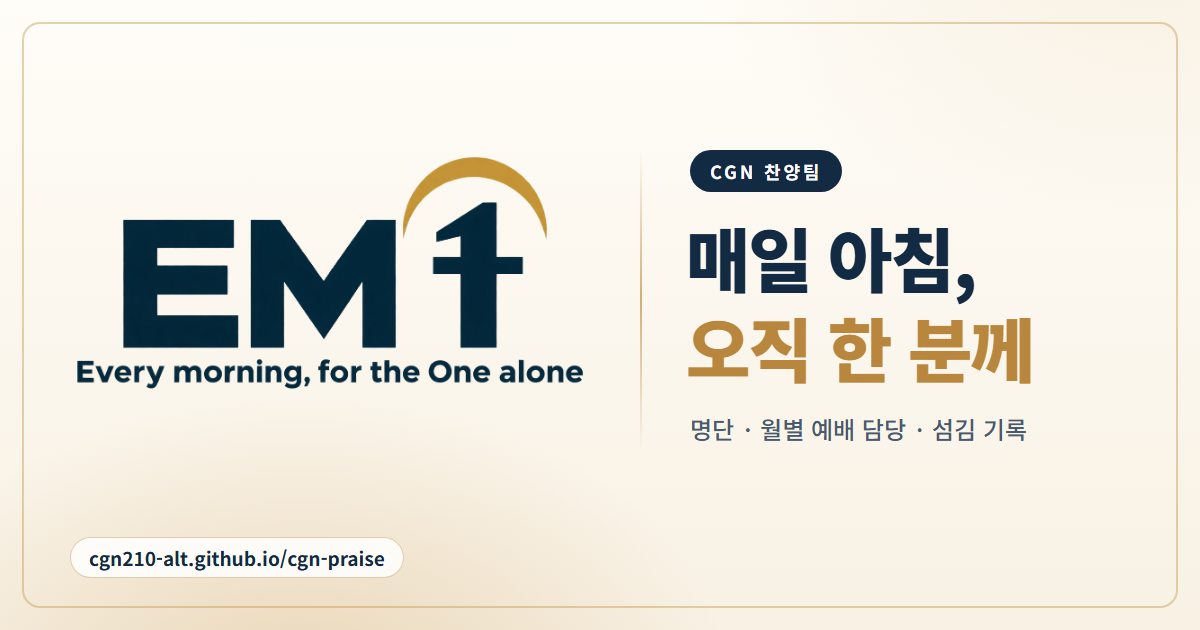 EM1
Every morning, for the One alone
CGN 찬양팀
매일 아침,
오직 한 분께
명단 · 월별 예배 담당 · 섬김 기록
cgn210-alt.github.io/cgn-praise